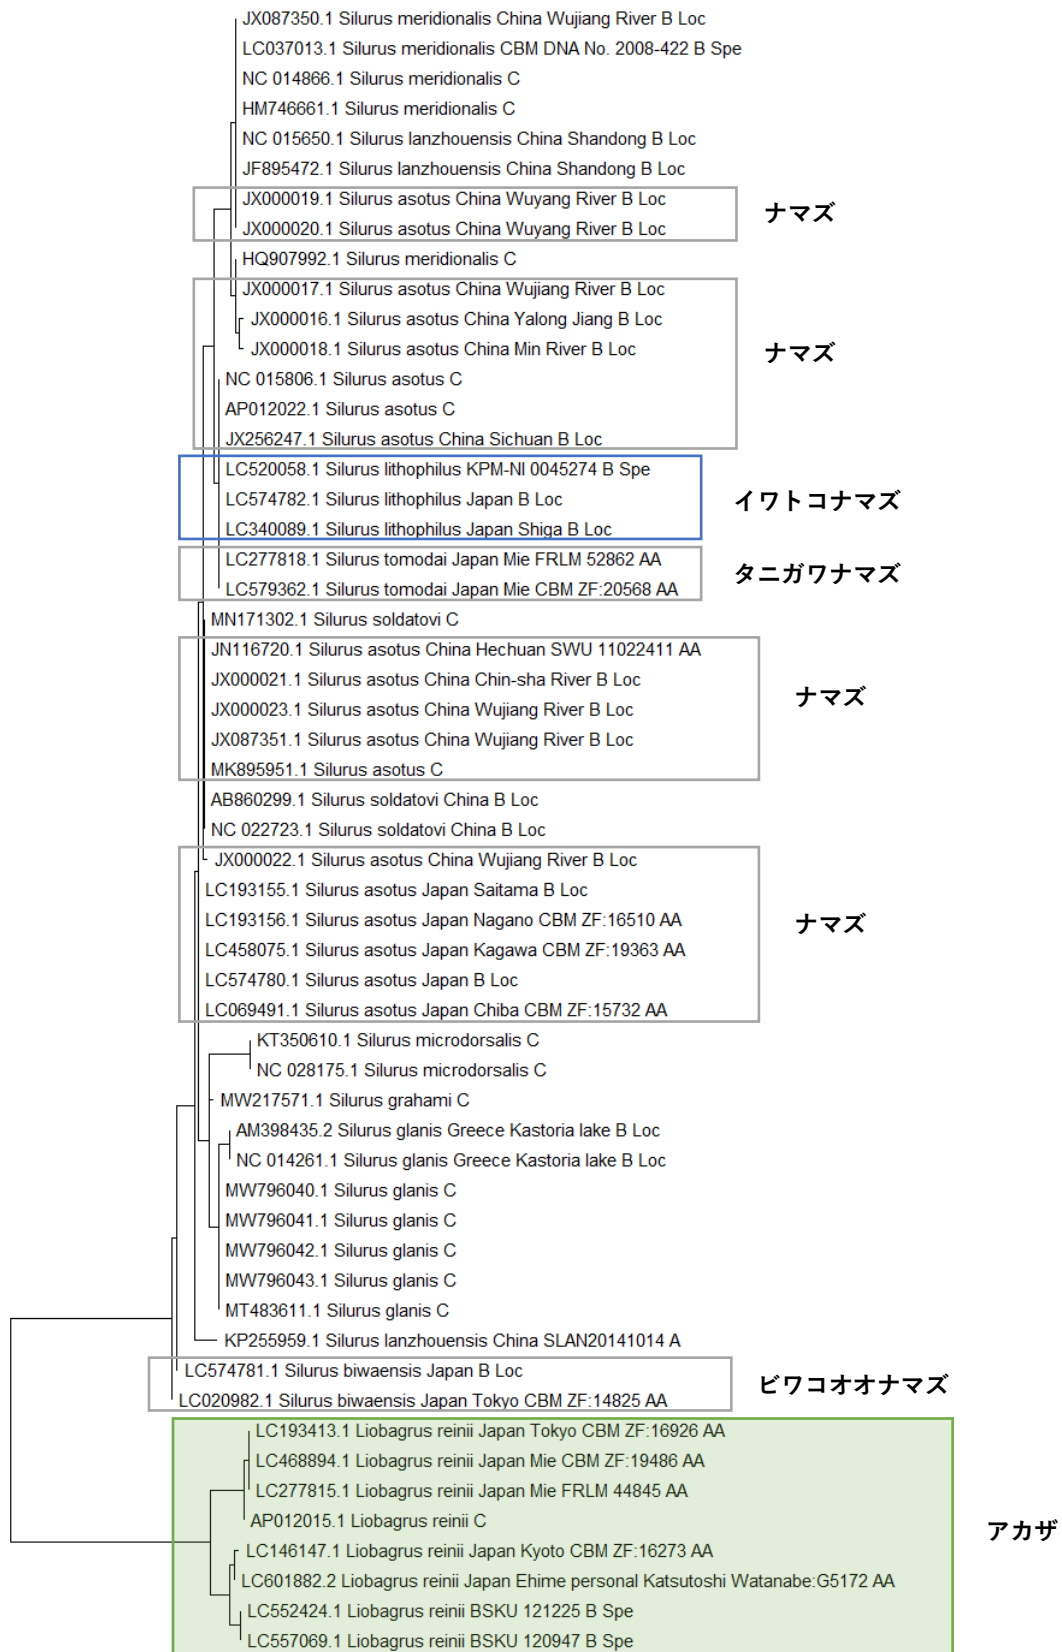 JX087350.1 Silurus meridionalis China Wujiang River B Loc
LC037013.1 Silurus meridionalis CBM DNA No. 2008-422 B Spe
NC 014866.1 Silurus meridionalis C
HM746661.1 Silurus meridionalis C
NC 015650.1 Silurus lanzhouensis China Shandong B Loc
JF895472.1 Silurus lanzhouensis China Shandong B Loc
JX000019.1 Silurus asotus China Wuyang River B Loc
ナマズ
JX000020.1 Silurus asotus China Wuyang River B Loc
HQ907992.1 Silurus meridionalis C
JX000017.1 Silurus asotus China Wujiang River B Loc
JX000016.1 Silurus asotus China Yalong Jiang B Loc
JX000018.1 Silurus asotus China Min River B Loc
ナマズ
NC 015806.1 Silurus asotus C
AP012022.1 Silurus asotus C
JX256247.1 Silurus asotus China Sichuan B Loc
LC520058.1 Silurus lithophilus KPM-NI 0045274 B Spe
LC574782.1 Silurus lithophilus Japan B Loc
イワトコナマズ
LC340089.1 Silurus lithophilus Japan Shiga B Loc
LC277818.1 Silurus tomodai Japan Mie FRLM 52862 AA
タニガワナマズ
LC579362.1 Silurus tomodai Japan Mie CBM ZF:20568 AA
MN171302.1 Silurus soldatovi C
JN116720.1 Silurus asotus China Hechuan SWU 11022411 AA
JX000021.1 Silurus asotus China Chin-sha River B Loc
ナマズ
JX000023.1 Silurus asotus China Wujiang River B Loc
JX087351.1 Silurus asotus China Wujiang River B Loc
MK895951.1 Silurus asotus C
AB860299.1 Silurus soldatovi China B Loc
NC 022723.1 Silurus soldatovi China B Loc
JX000022.1 Silurus asotus China Wujiang River B Loc
LC193155.1 Silurus asotus Japan Saitama B Loc
LC193156.1 Silurus asotus Japan Nagano CBM ZF:16510 AA
ナマズ
LC458075.1 Silurus asotus Japan Kagawa CBM ZF:19363 AA
LC574780.1 Silurus asotus Japan B Loc
LC069491.1 Silurus asotus Japan Chiba CBM ZF:15732 AA
KT350610.1 Silurus microdorsalis C
NC 028175.1 Silurus microdorsalis C
MW217571.1 Silurus grahami C
AM398435.2 Silurus glanis Greece Kastoria lake B Loc
NC 014261.1 Silurus glanis Greece Kastoria lake B Loc
MW796040.1 Silurus glanis C
MW796041.1 Silurus glanis C
MW796042.1 Silurus glanis C
MW796043.1 Silurus glanis C
MT483611.1 Silurus glanis C
KP255959.1 Silurus lanzhouensis China SLAN20141014 A
LC574781.1 Silurus biwaensis Japan B Loc
ビワコオオナマズ
LC020982.1 Silurus biwaensis Japan Tokyo CBM ZF:14825 AA
LC193413.1 Liobagrus reinii Japan Tokyo CBM ZF:16926 AA
LC468894.1 Liobagrus reinii Japan Mie CBM ZF:19486 AA
LC277815.1 Liobagrus reinii Japan Mie FRLM 44845 AA
AP012015.1 Liobagrus reinii C
アカザ
LC146147.1 Liobagrus reinii Japan Kyoto CBM ZF:16273 AA
LC601882.2 Liobagrus reinii Japan Ehime personal Katsutoshi Watanabe:G5172 AA
LC552424.1 Liobagrus reinii BSKU 121225 B Spe
LC557069.1 Liobagrus reinii BSKU 120947 B Spe